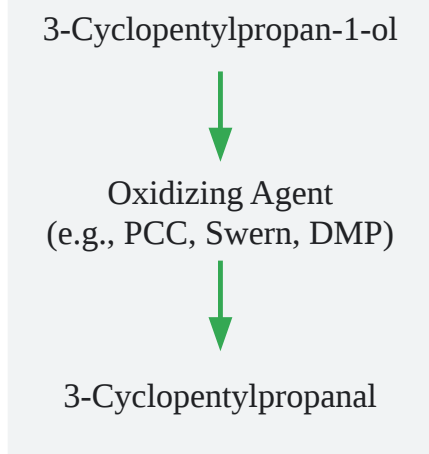 3-Cyclopentylpropan-1-ol
Oxidizing Agent
(e.g., PCC, Swern, DMP)
3-Cyclopentylpropanal